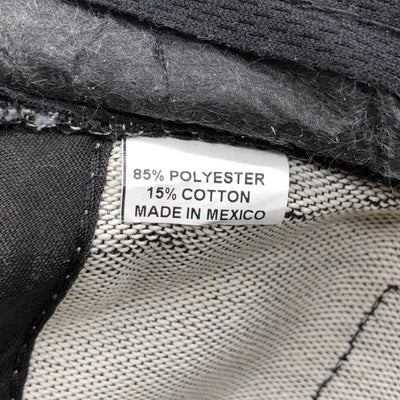 85% POLYESTER
15% COTTON
MADE IN MEXICO